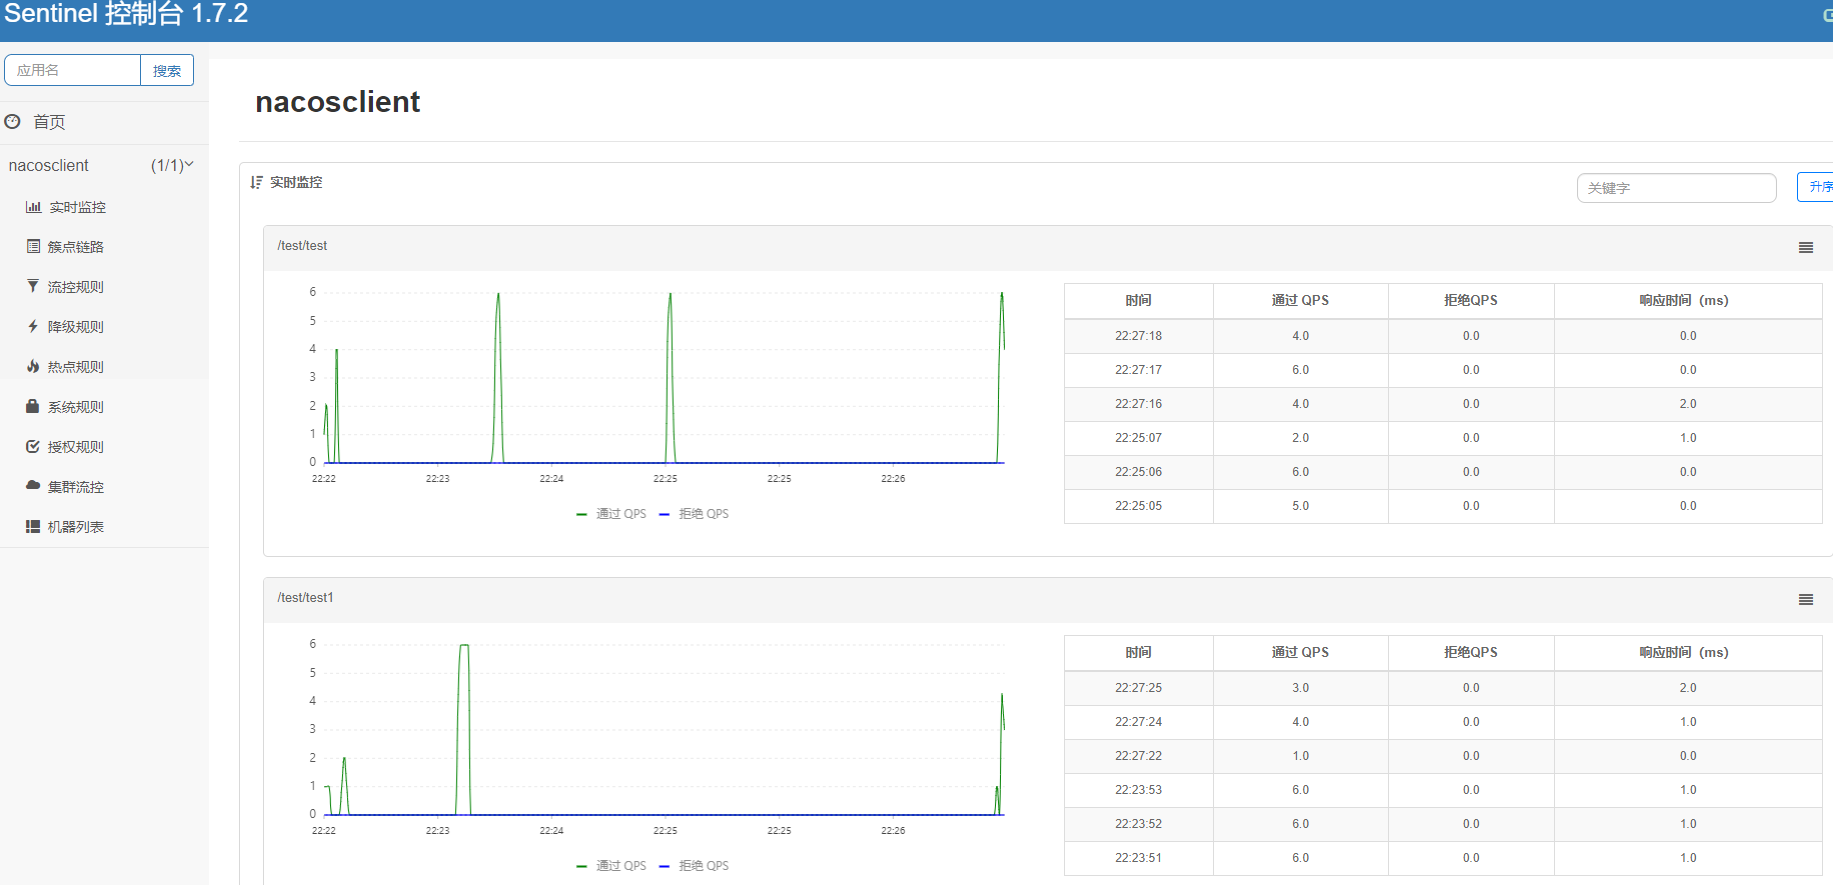 Sentinel 控制台 1.7.2
应用名 搜索
首页
nacosclient (1/1)
实时监控
簇点链路
流控规则
降级规则
热点规则
系统规则
授权规则
集群流控
机器列表
nacosclient
实时监控 关键字 升序
/test/test
6
5
4
3
2
1
0
22:22 22:23 22:24 22:25 22:25 22:26
通过 QPS 拒绝 QPS
时间 通过 QPS 拒绝QPS 响应时间 (ms)
22:27:18 4.0 0.0 0.0
22:27:17 6.0 0.0 0.0
22:27:16 4.0 0.0 2.0
22:25:07 2.0 0.0 1.0
22:25:06 6.0 0.0 0.0
22:25:05 5.0 0.0 0.0
/test/test1
6
5
4
3
2
1
0
22:22 22:23 22:24 22:25 22:25 22:26
通过 QPS 拒绝 QPS
时间 通过 QPS 拒绝QPS 响应时间 (ms)
22:27:25 3.0 0.0 2.0
22:27:24 4.0 0.0 1.0
22:27:22 1.0 0.0 0.0
22:23:53 6.0 0.0 1.0
22:23:52 6.0 0.0 1.0
22:23:51 6.0 0.0 1.0